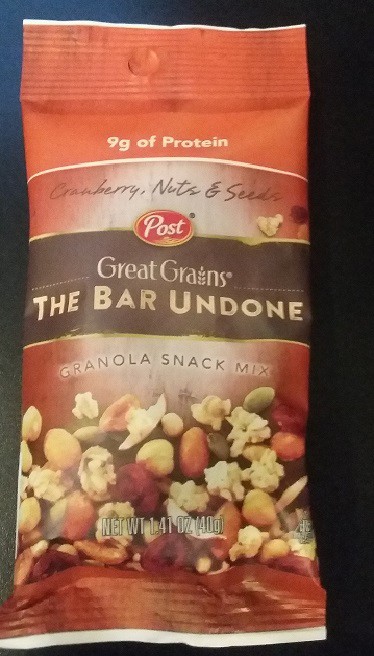 9g of Protein
Cranberry, Nuts & Seeds
Post®
Great Grains®
THE BAR UNDONE
GRANOLA SNACK MIX
NET WT 1.41 OZ (40g)